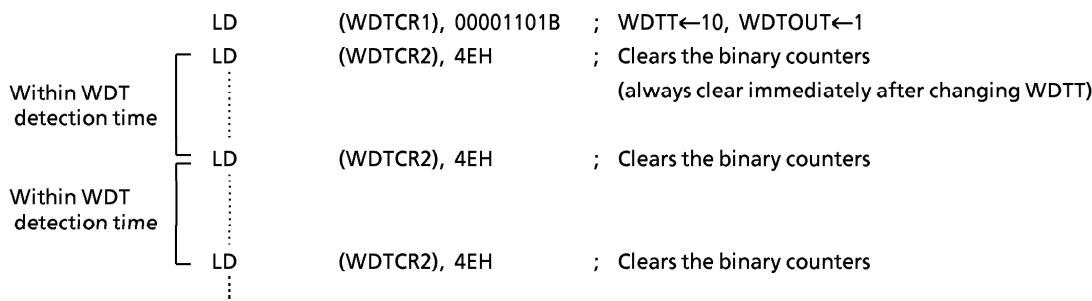 LD (WDTCR1), 00001101B ; WDTT←10, WDTOUT←1
LD (WDTCR2), 4EH ; Clears the binary counters
(always clear immediately after changing WDTT)
Within WDT
detection time
LD (WDTCR2), 4EH ; Clears the binary counters
Within WDT
detection time
LD (WDTCR2), 4EH ; Clears the binary counters